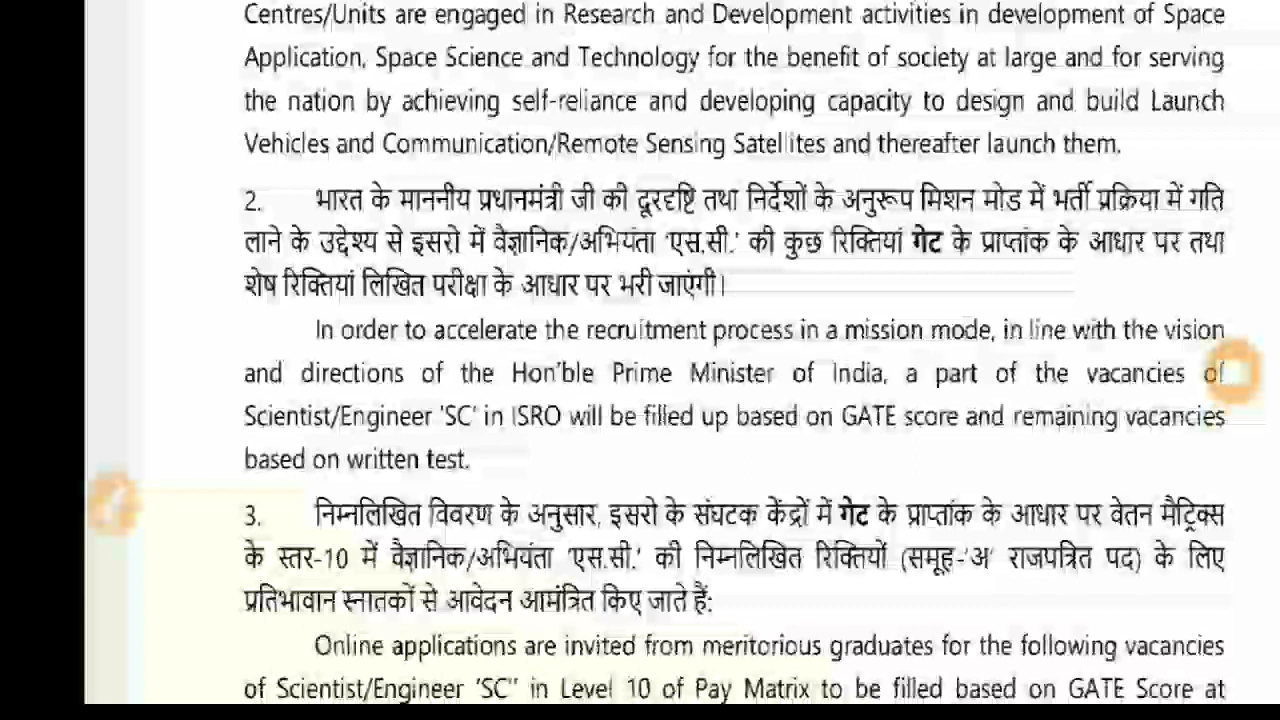 Centres/Units are engaged in Research and Development activities in development of Space
Application, Space Science and Technology for the benefit of society at large and for serving
the nation by achieving self-reliance and developing capacity to design and build Launch
Vehicles and Communication/Remote Sensing Satellites and thereafter launch them.
2. भारत के माननीय प्रधानमंत्री जी की दूरदृष्टि तथा निर्देशों के अनुरूप मिशन मोड में भर्ती प्रक्रिया में गति
लाने के उद्देश्य से इसरो में वैज्ञानिक/अभियंता 'एस.सी.' की कुछ रिक्तियां गेट के प्राप्तांक के आधार पर तथा
शेष रिक्तियां लिखित परीक्षा के आधार पर भरी जाएंगी।
In order to accelerate the recruitment process in a mission mode, in line with the vision
and directions of the Hon'ble Prime Minister of India, a part of the vacancies of
Scientist/Engineer 'SC' in ISRO will be filled up based on GATE score and remaining vacancies
based on written test.
3. निम्नलिखित विवरण के अनुसार, इसरो के संघटक केंद्रों में गेट के प्राप्तांक के आधार पर वेतन मैट्रिक्स
के स्तर-10 में वैज्ञानिक/अभियंता 'एस.सी.' की निम्नलिखित रिक्तियों (समूह-'अ' राजपत्रित पद) के लिए
प्रतिभावान स्नातकों से आवेदन आमंत्रित किए जाते हैं:
Online applications are invited from meritorious graduates for the following vacancies
of Scientist/Engineer 'SC" in Level 10 of Pay Matrix to be filled based on GATE Score at